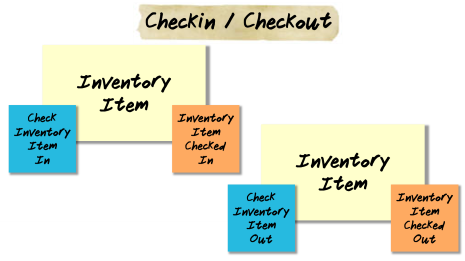 Checkin / Checkout
Inventory
Item
Check
Inventory
Item
In
Inventory
Item
Checked
In
Inventory
Item
Check
Inventory
Item
Out
Inventory
Item
Checked
Out